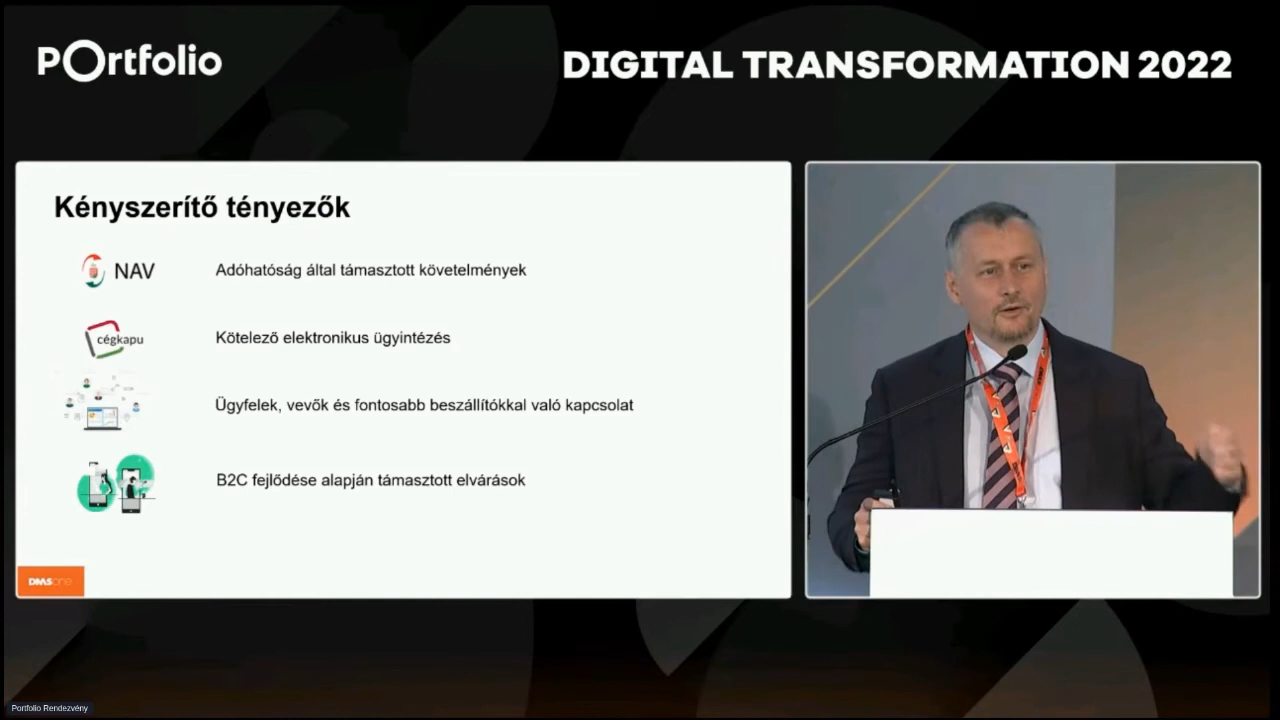 POrtfolio
DIGITAL TRANSFORMATION 2022
Kényszerítő tényezők
NAV
Adóhatóság által támasztott követelmények
cégkapu
Kötelező elektronikus ügyintézés
Ügyfelek, vevők és fontosabb beszállítókkal való kapcsolat
B2C fejlődése alapján támasztott elvárások
DMSone
Portfolio Rendezvény